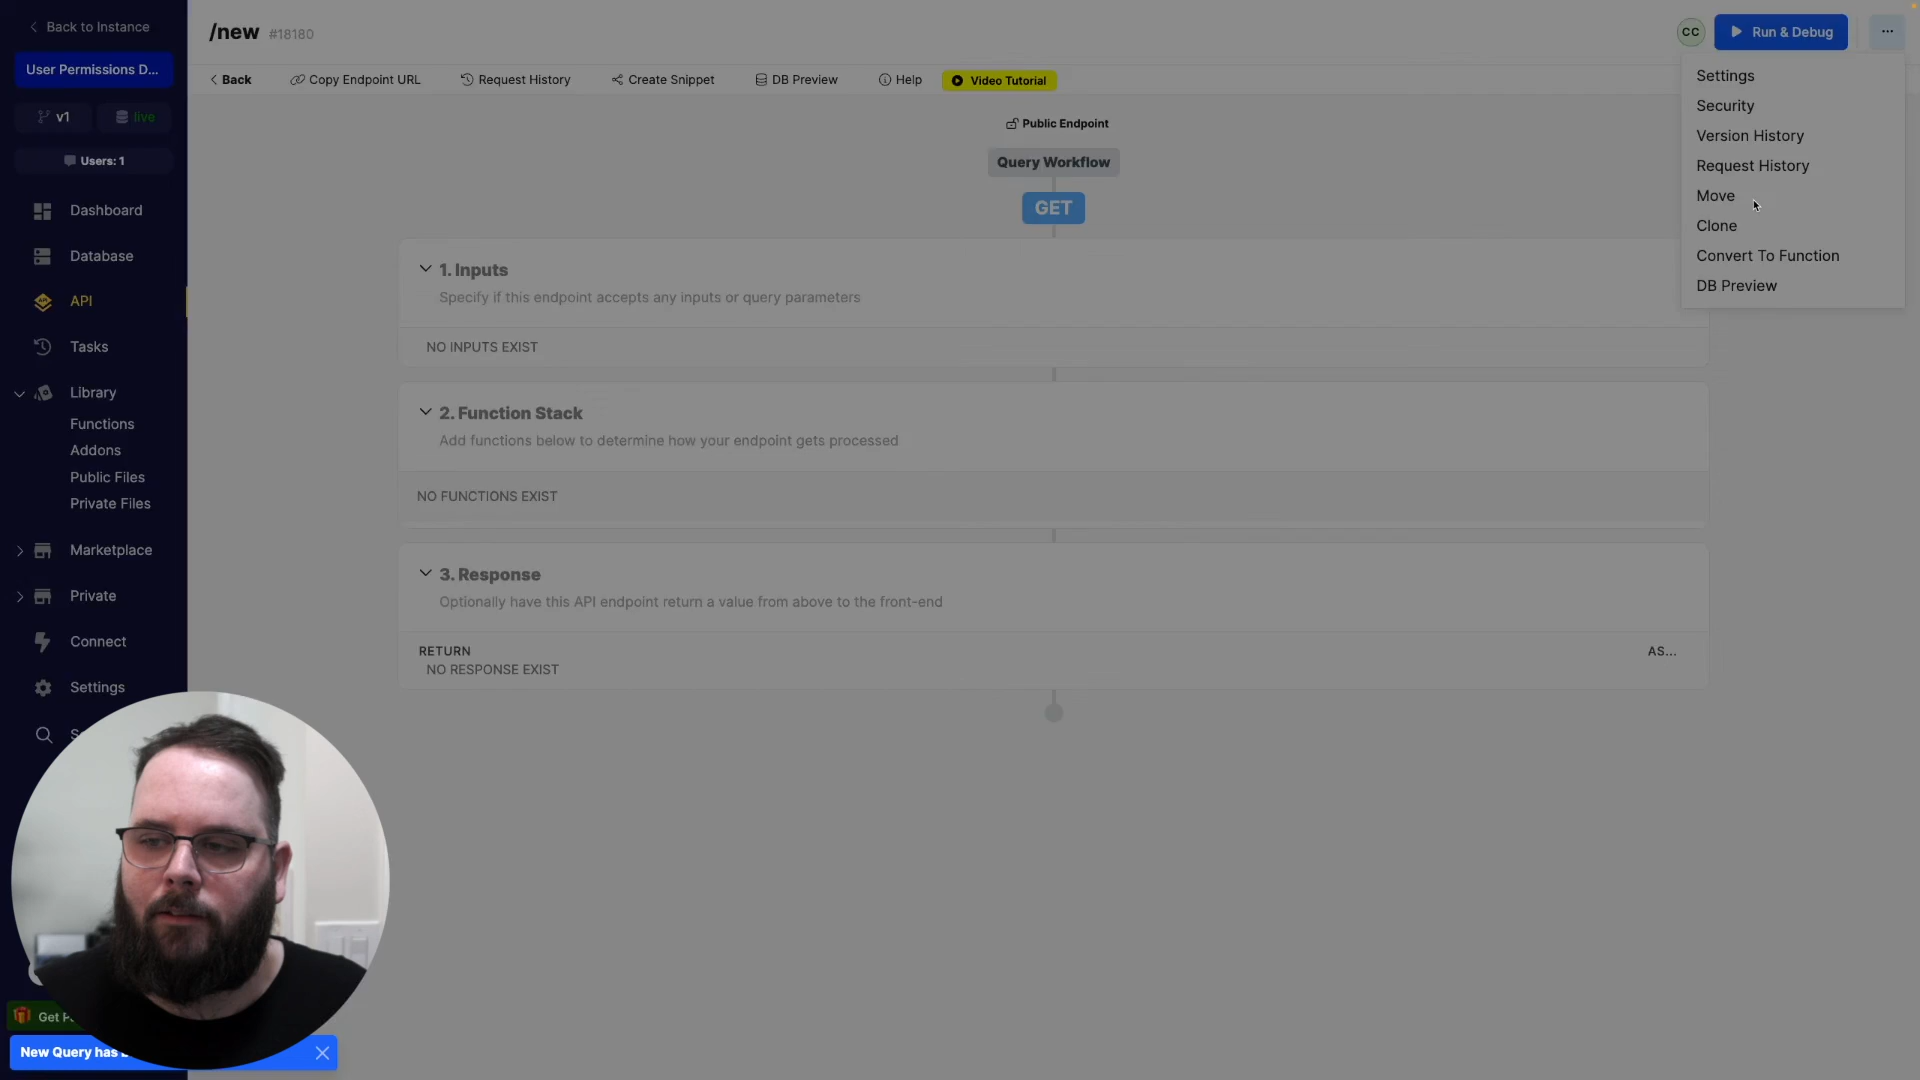 Back to Instance
/new #18180
CC
Run & Debug
User Permissions D...
Back
Copy Endpoint URL
Request History
Create Snippet
DB Preview
Help
Video Tutorial
Settings
Security
Version History
Request History
Move
Clone
Convert To Function
DB Preview
v1
live
Users: 1
Public Endpoint
Query Workflow
GET
Dashboard
Database
API
Tasks
Library
Functions
Addons
Public Files
Private Files
Marketplace
Private
Connect
Settings
1. Inputs
Specify if this endpoint accepts any inputs or query parameters
NO INPUTS EXIST
2. Function Stack
Add functions below to determine how your endpoint gets processed
NO FUNCTIONS EXIST
3. Response
Optionally have this API endpoint return a value from above to the front-end
RETURN
AS...
NO RESPONSE EXIST
Get
New Query has